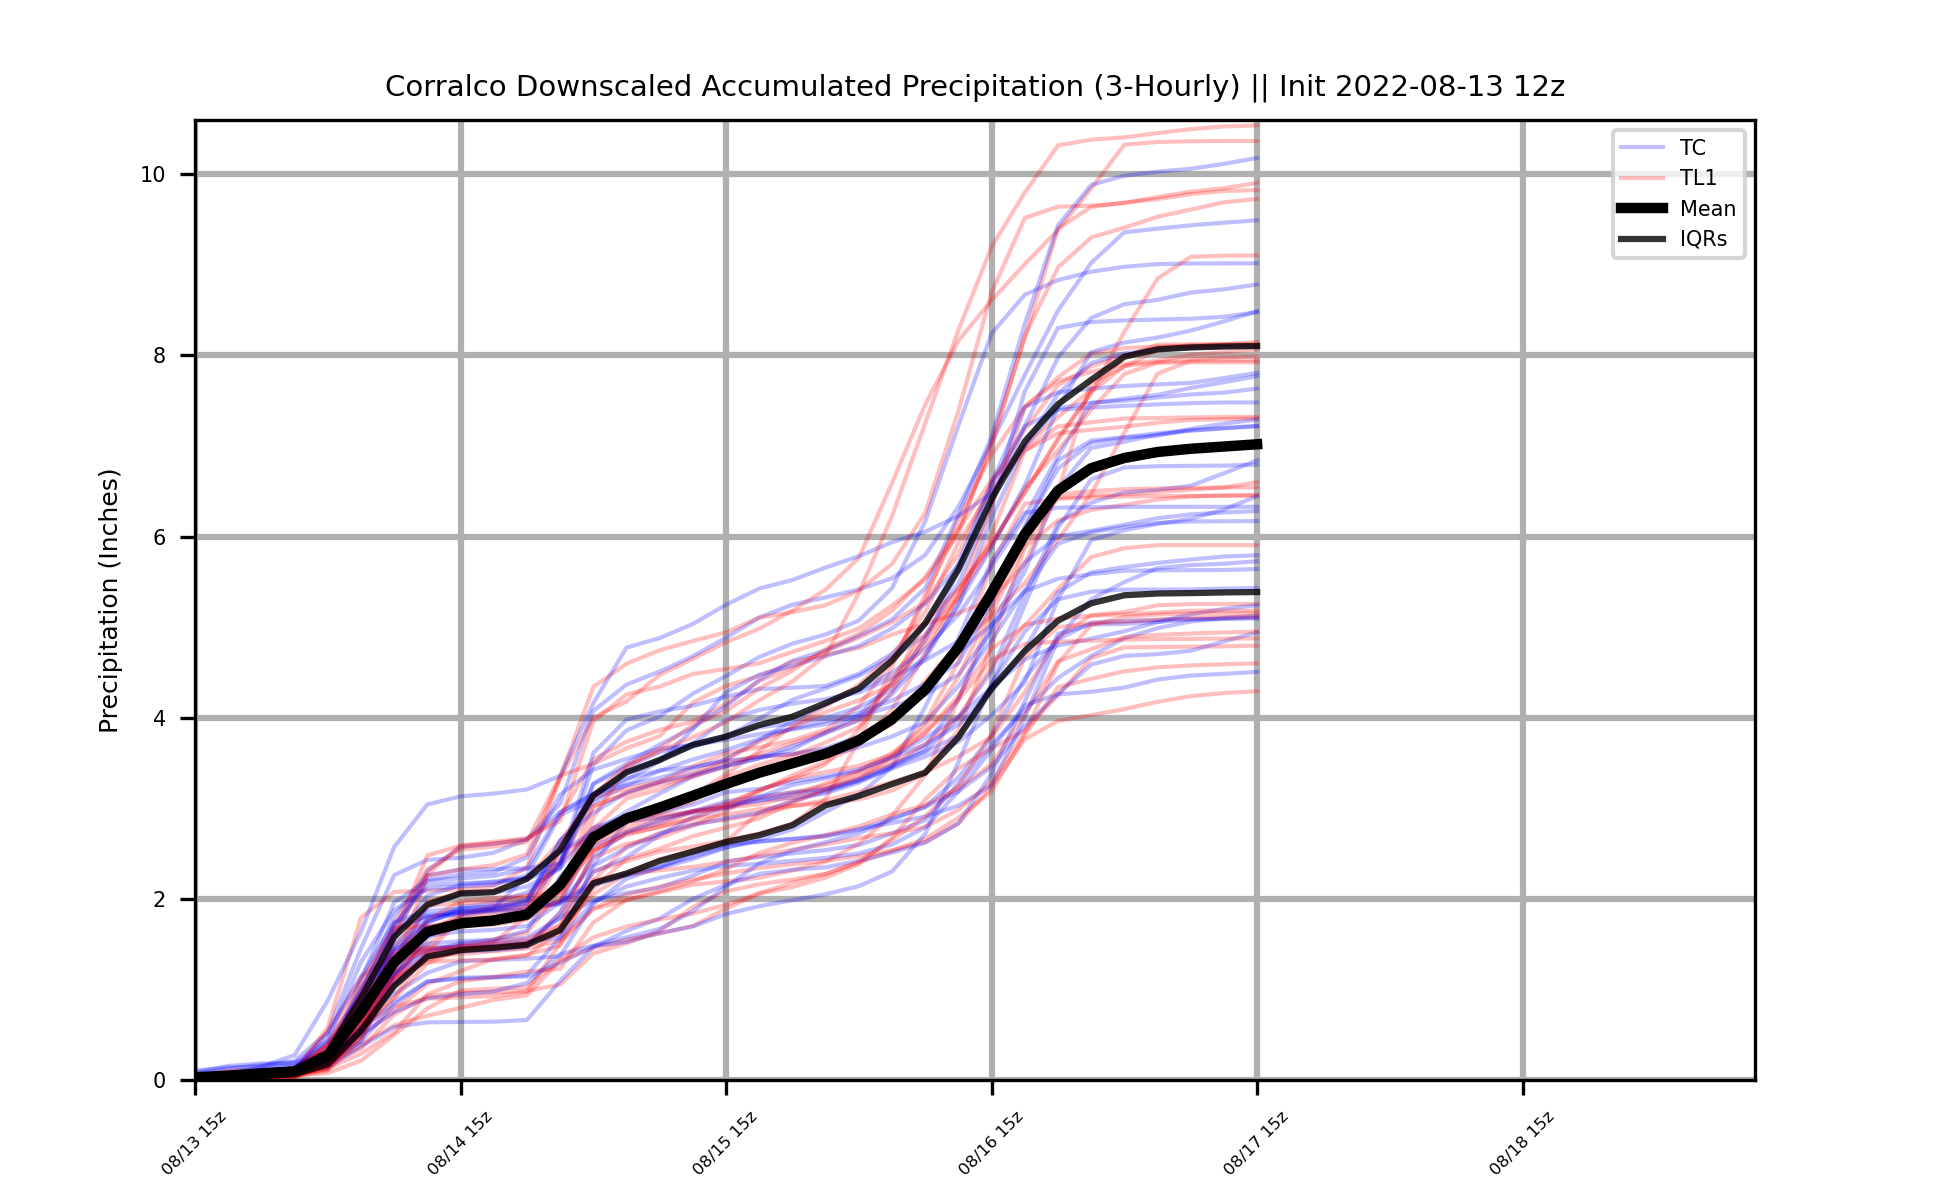 Corralco Downscaled Accumulated Precipitation (3-Hourly) || Init 2022-08-13 12z
TC
TL1
Mean
IQRs
Precipitation (Inches)
10
8
6
4
2
0
08/13 15z
08/14 15z
08/15 15z
08/16 15z
08/17 15z
08/18 15z